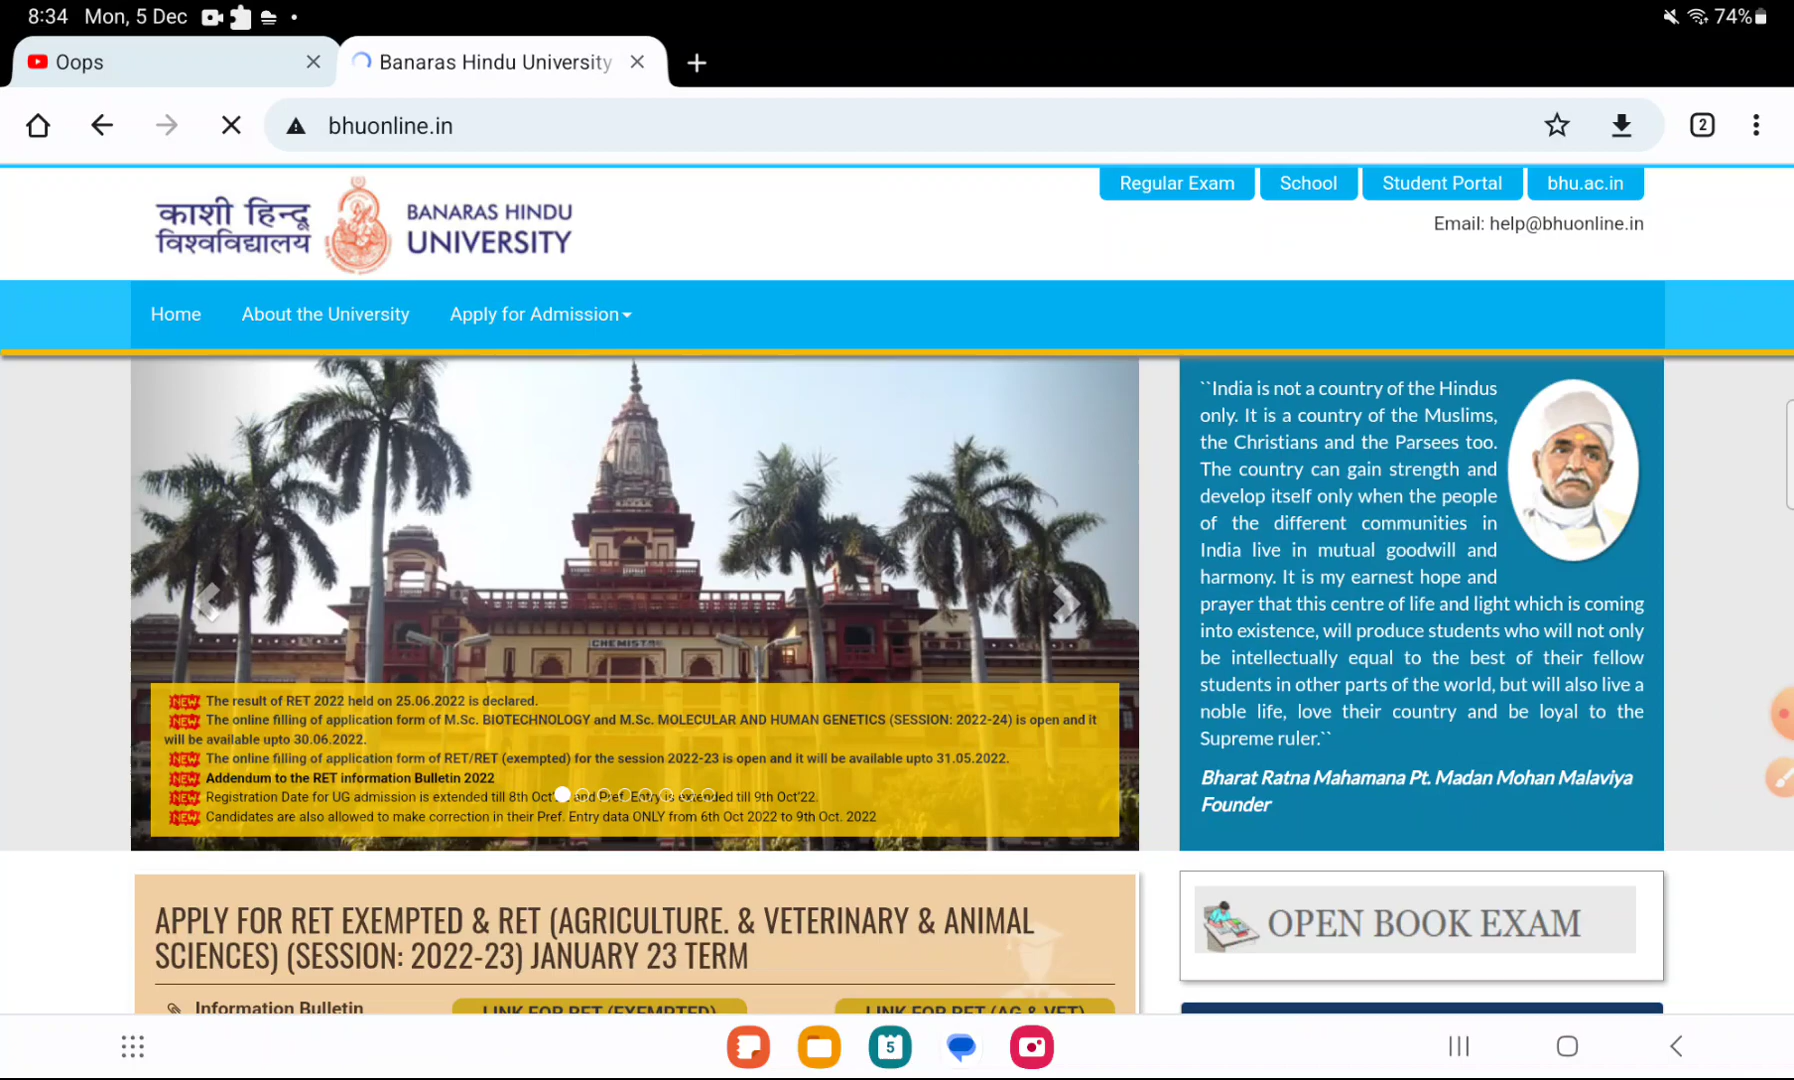 8:34 Mon, 5 Dec
74%
Oops
Banaras Hindu University
bhuonline.in
2
Regular Exam
School
Student Portal
bhu.ac.in
Email: help@bhuonline.in
काशी हिन्दू
विश्वविद्यालय
BANARAS HINDU
UNIVERSITY
Home
About the University
Apply for Admission
CHEMISTR
NEW The result of RET 2022 held on 25.06.2022 is declared.
NEW The online filling of application form of M.Sc. BIOTECHNOLOGY and M.Sc. MOLECULAR AND HUMAN GENETICS (SESSION: 2022-24) is open and it
will be available upto 30.06.2022.
NEW The online filling of application form of RET/RET (exempted) for the session 2022-23 is open and it will be available upto 31.05.2022.
NEW Addendum to the RET information Bulletin 2022
NEW Registration Date for UG admission is extended till 8th Oct and Pref. Entry is extended till 9th Oct'22.
NEW Candidates are also allowed to make correction in their Pref. Entry data ONLY from 6th Oct 2022 to 9th Oct. 2022
``India is not a country of the Hindus
only. It is a country of the Muslims,
the Christians and the Parsees too.
The country can gain strength and
develop itself only when the people
of the different communities in
India live in mutual goodwill and
harmony. It is my earnest hope and
prayer that this centre of life and light which is coming
into existence, will produce students who will not only
be intellectually equal to the best of their fellow
students in other parts of the world, but will also live a
noble life, love their country and be loyal to the
Supreme ruler.``
Bharat Ratna Mahamana Pt. Madan Mohan Malaviya
Founder
APPLY FOR RET EXEMPTED & RET (AGRICULTURE. & VETERINARY & ANIMAL
SCIENCES) (SESSION: 2022-23) JANUARY 23 TERM
Information Bulletin
LINK FOR RET (EXEMPTED)
LINK FOR RET (AG & VET)
OPEN BOOK EXAM
5